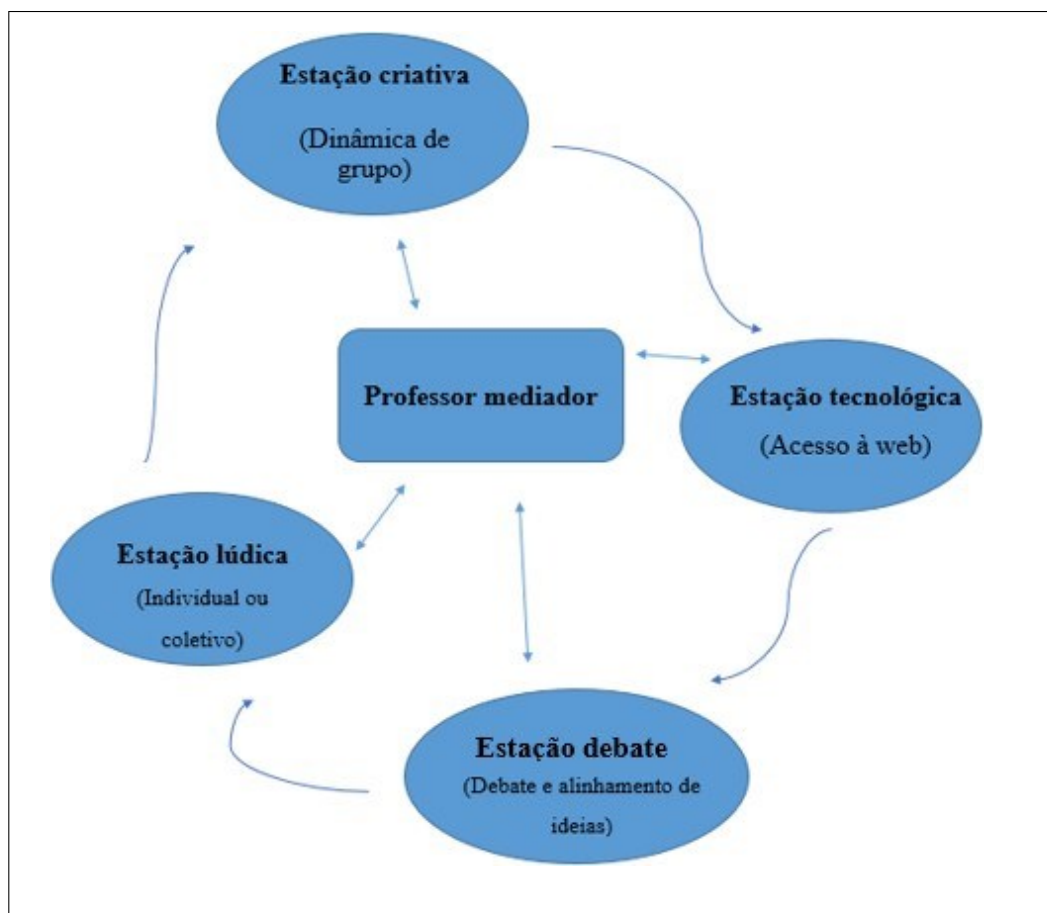 Estação criativa
(Dinâmica de
grupo)
Professor mediador
Estação tecnológica
(Acesso à web)
Estação lúdica
(Individual ou
coletivo)
Estação debate
(Debate e alinhamento de
ideias)